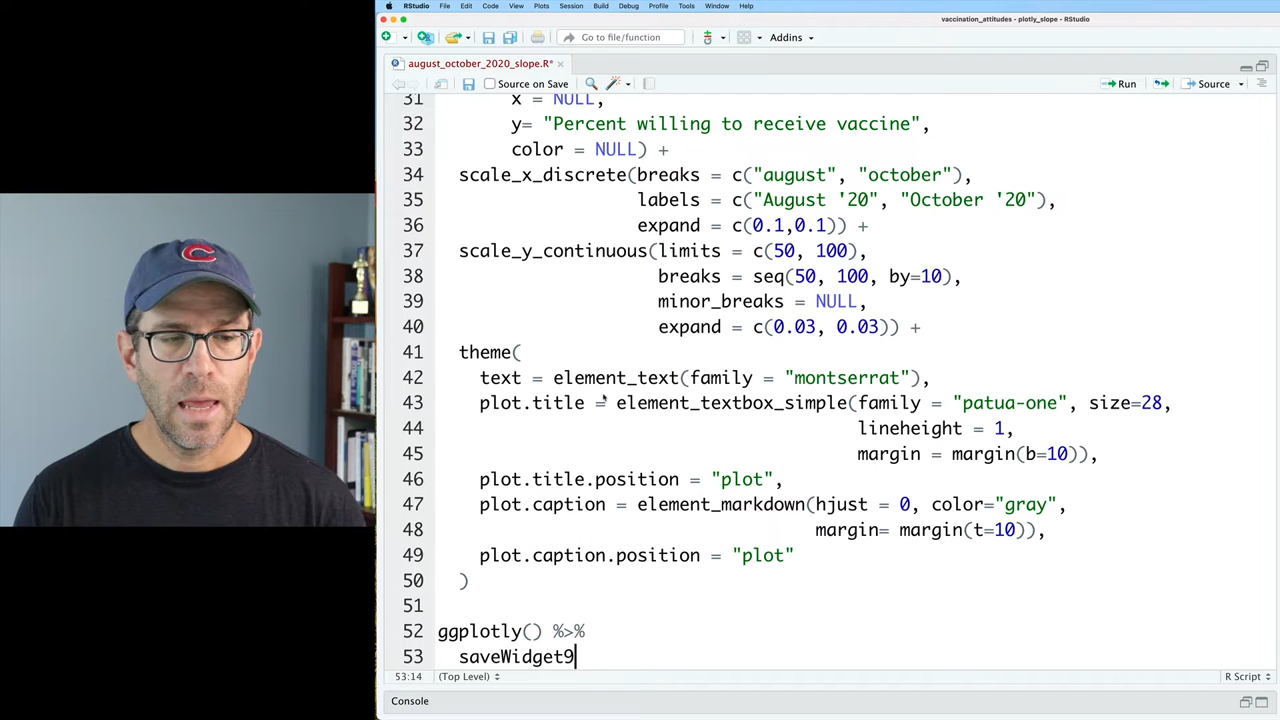 RStudio File Edit Code View Plots Session Build Debug Profile Tools Window Help
vaccination_attitudes - plotly_slope - RStudio
Go to file/function Addins
august_october_2020_slope.R*
Source on Save Run Source
31 x = NULL,
32 y= "Percent willing to receive vaccine",
33 color = NULL) +
34 scale_x_discrete(breaks = c("august", "october"),
35 labels = c("August '20", "October '20"),
36 expand = c(0.1,0.1)) +
37 scale_y_continuous(limits = c(50, 100),
38 breaks = seq(50, 100, by=10),
39 minor_breaks = NULL,
40 expand = c(0.03, 0.03)) +
41 theme(
42 text = element_text(family = "montserrat"),
43 plot.title = element_textbox_simple(family = "patua-one", size=28,
44 lineheight = 1,
45 margin = margin(b=10)),
46 plot.title.position = "plot",
47 plot.caption = element_markdown(hjust = 0, color="gray",
48 margin= margin(t=10)),
49 plot.caption.position = "plot"
50 )
51
52 ggplotly() %>%
53 saveWidget9
53:14 (Top Level) R Script
Console
C